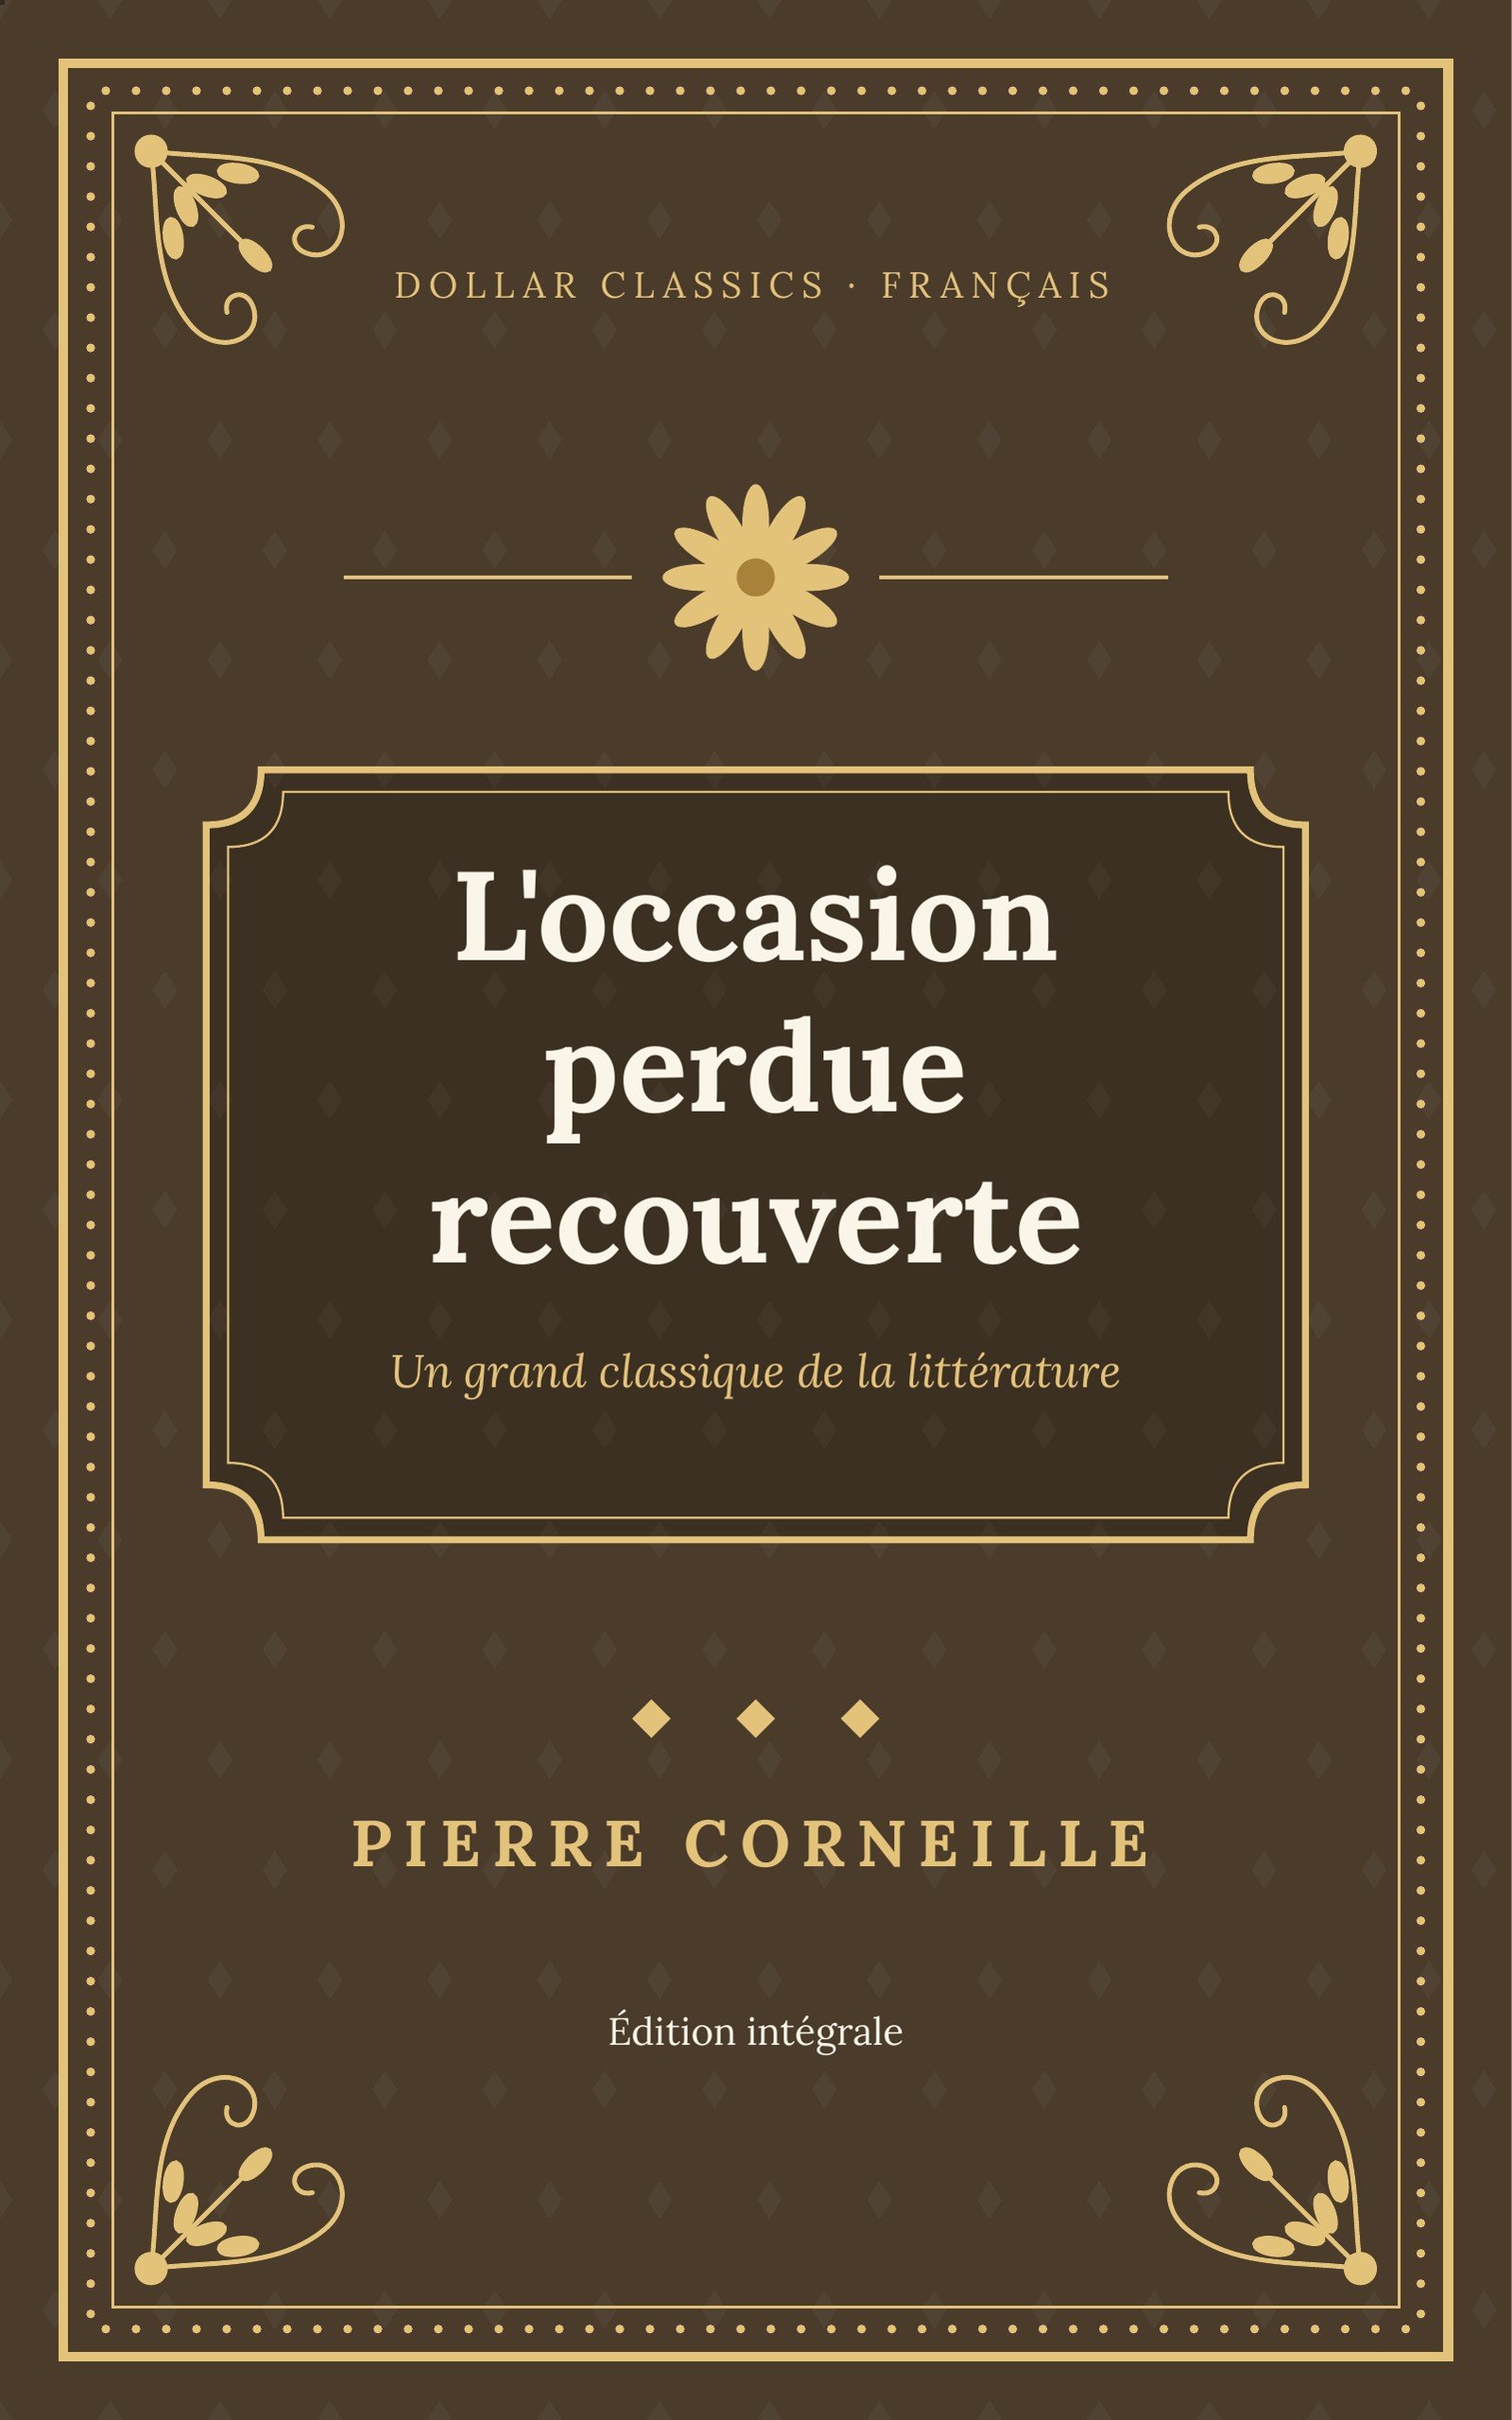 DOLLAR CLASSICS · FRANÇAIS
L'occasion
perdue
recouverte
Un grand classique de la littérature
PIERRE CORNEILLE
Édition intégrale